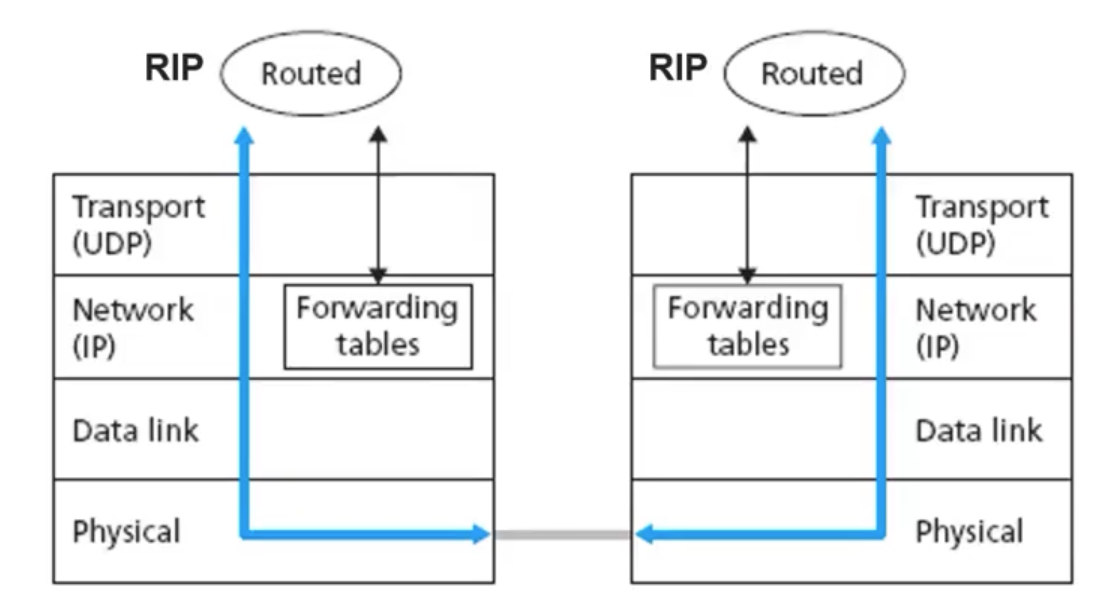 RIP
Routed
RIP
Routed
Transport
(UDP)
Transport
(UDP)
Network
(IP)
Forwarding
tables
Forwarding
tables
Network
(IP)
Data link
Data link
Physical
Physical